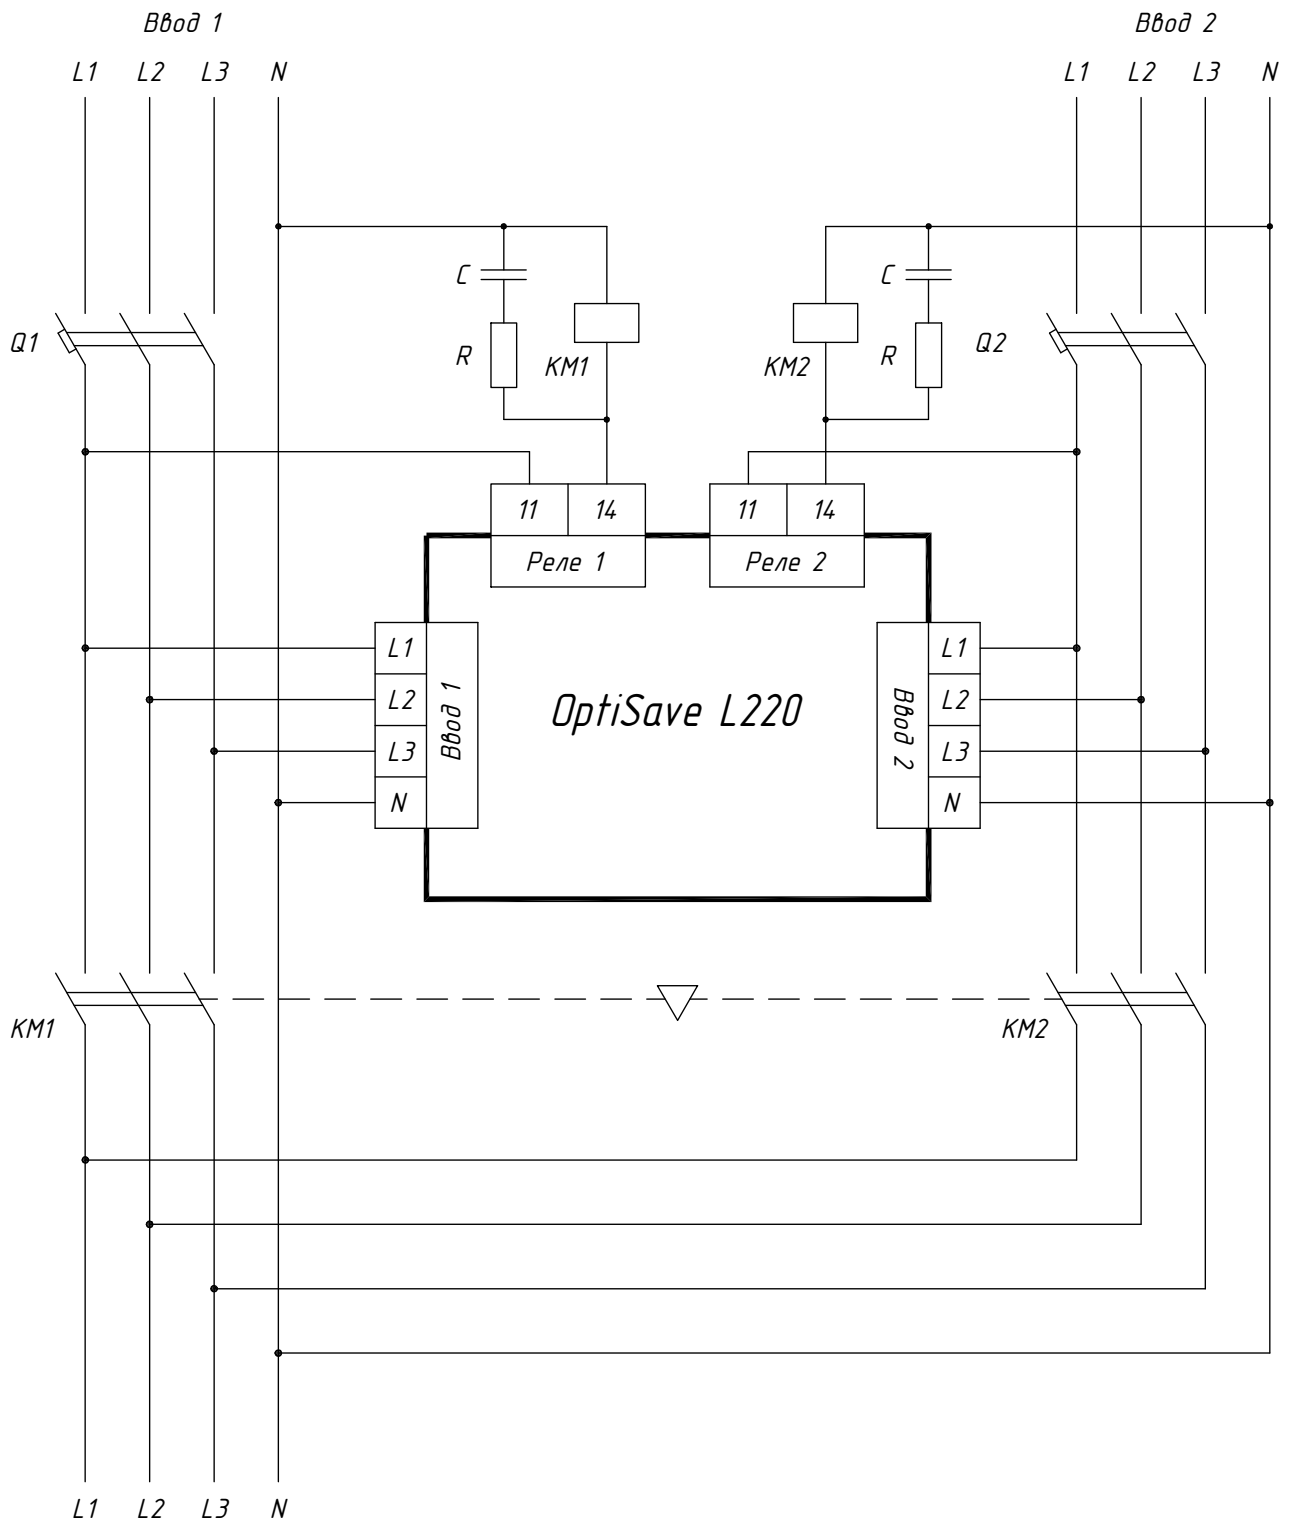 Ввод 1 Ввод 2
L1 L2 L3 N L1 L2 L3 N
C C
Q1 R KM1 KM2 R Q2
11 14 11 14
Реле 1 Реле 2
L1 L1
L2 L2
L3 L3
N N
Ввод 1
OptiSave L220
Ввод 2
KM1 KM2
L1 L2 L3 N